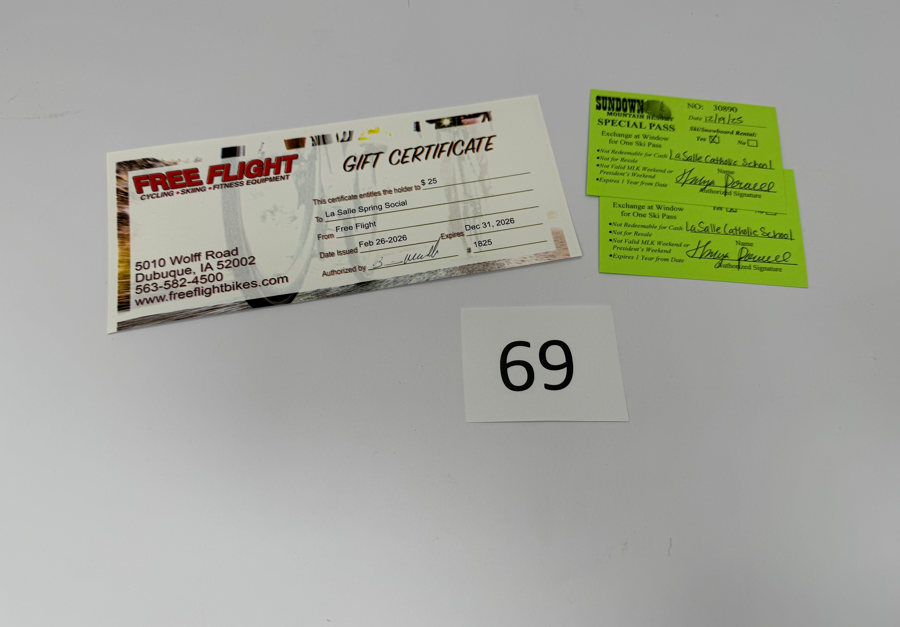 FREE FLIGHT
CYCLING • SKIING • FITNESS EQUIPMENT
5010 Wolff Road
Dubuque, IA 52002
563-582-4500
www.freeflightbikes.com
GIFT CERTIFICATE
This certificate entitles the holder to $ 25
To La Salle Spring Social
From Free Flight
Date Issued Feb 26-2026 Expires Dec 31, 2026
Authorized by # 1825
SUNDOWN
MOUNTAIN RESORT
SPECIAL PASS
NO: 30890
Date 12/19/25
Ski/Snowboard Rental:
Yes No
Exchange at Window
for One Ski Pass
•Not Redeemable for Cash
•Not for Resale
•Not Valid MLK Weekend or
President's Weekend
•Expires 1 Year from Date
LaSalle Catholic School
Name
Authorized Signature
Exchange at Window
for One Ski Pass
•Not Redeemable for Cash
•Not for Resale
•Not Valid MLK Weekend or
President's Weekend
•Expires 1 Year from Date
LaSalle Catholic School
Name
Authorized Signature
69